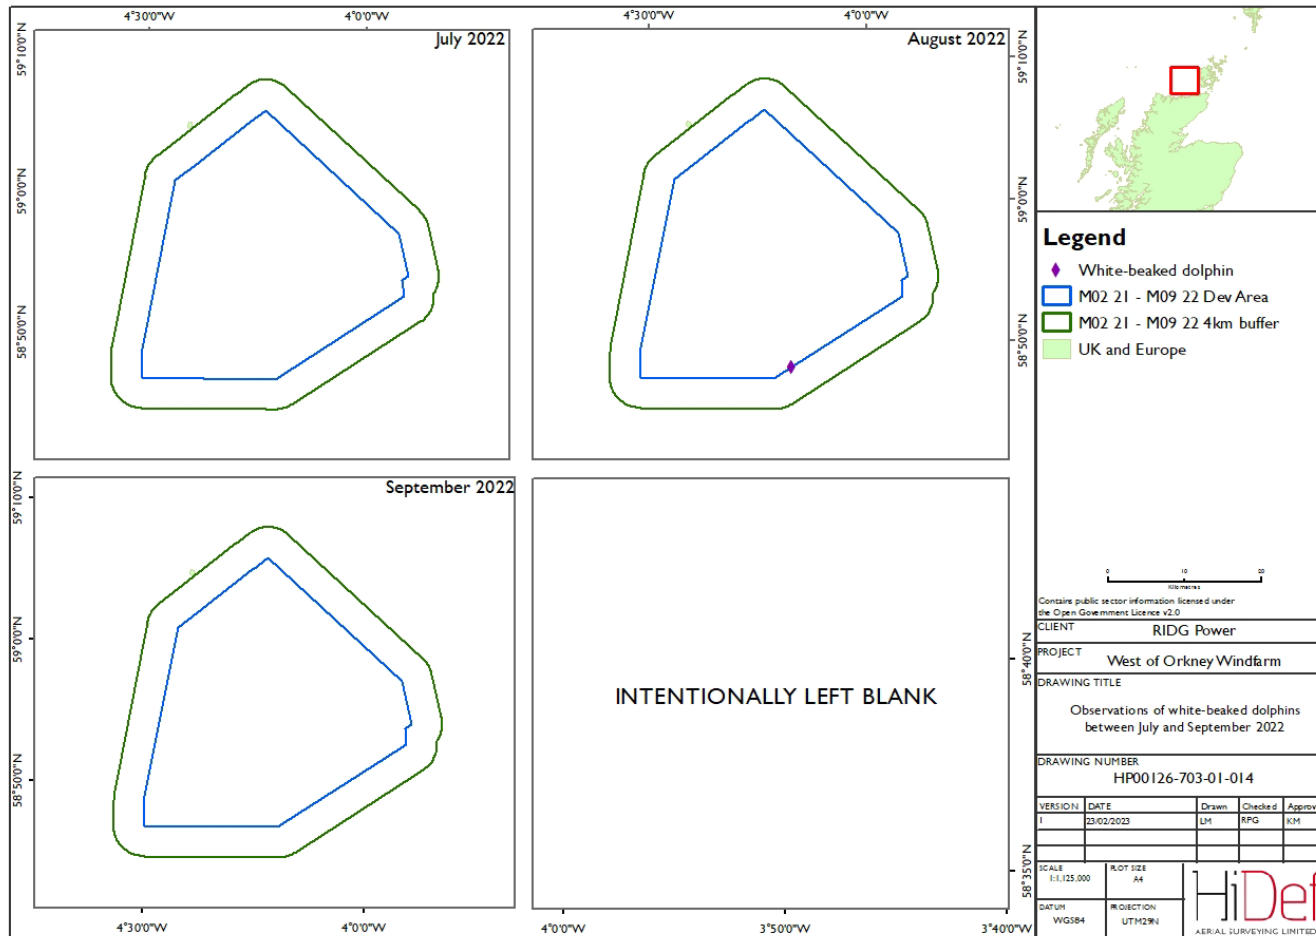 4°30'0"W 4°0'0"W 4°30'0"W 4°0'0"W
July 2022
59°10'0"N
59°0'0"N
58°50'0"N
August 2022
59°10'0"N
59°0'0"N
58°50'0"N
September 2022
59°10'0"N
59°0'0"N
58°50'0"N
INTENTIONALLY LEFT BLANK
58°40'0"N
58°35'0"N
4°30'0"W 4°0'0"W 4°0'0"W 3°50'0"W 3°40'0"W
Legend
White-beaked dolphin
M02 21 - M09 22 Dev Area
M02 21 - M09 22 4km buffer
UK and Europe
0 10 20
Kilometres
Contains public sector information licensed under
the Open Government Licence v2.0
CLIENT
RIDG Power
PROJECT
West of Orkney Windfarm
DRAWING TITLE
Observations of white-beaked dolphins
between July and September 2022
DRAWING NUMBER
HP00126-703-01-014
VERSION DATE Drawn Checked Approv
1 23/02/2023 LM RPG KM
SCALE
1:1,125,000
PLOT SIZE
A4
DATUM
WGS84
PROJECTION
UTM29N
HiDef
AERIAL SURVEYING LIMITED